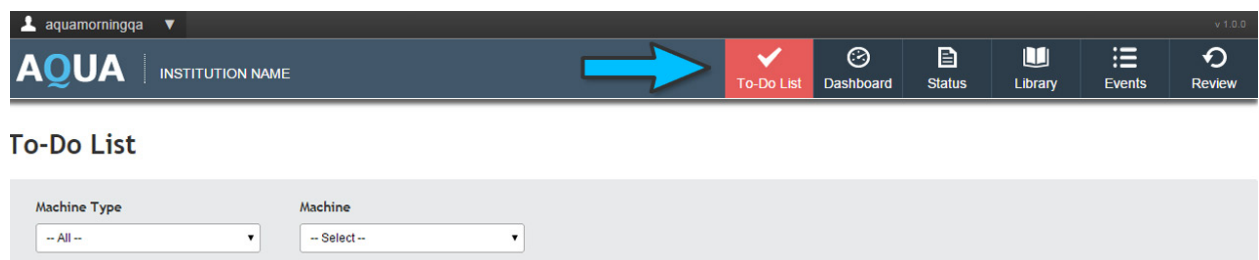 aquamorningqa
v 1.0.0
AQUA INSTITUTION NAME
To-Do List Dashboard Status Library Events Review
To-Do List
Machine Type Machine
-- All -- -- Select --